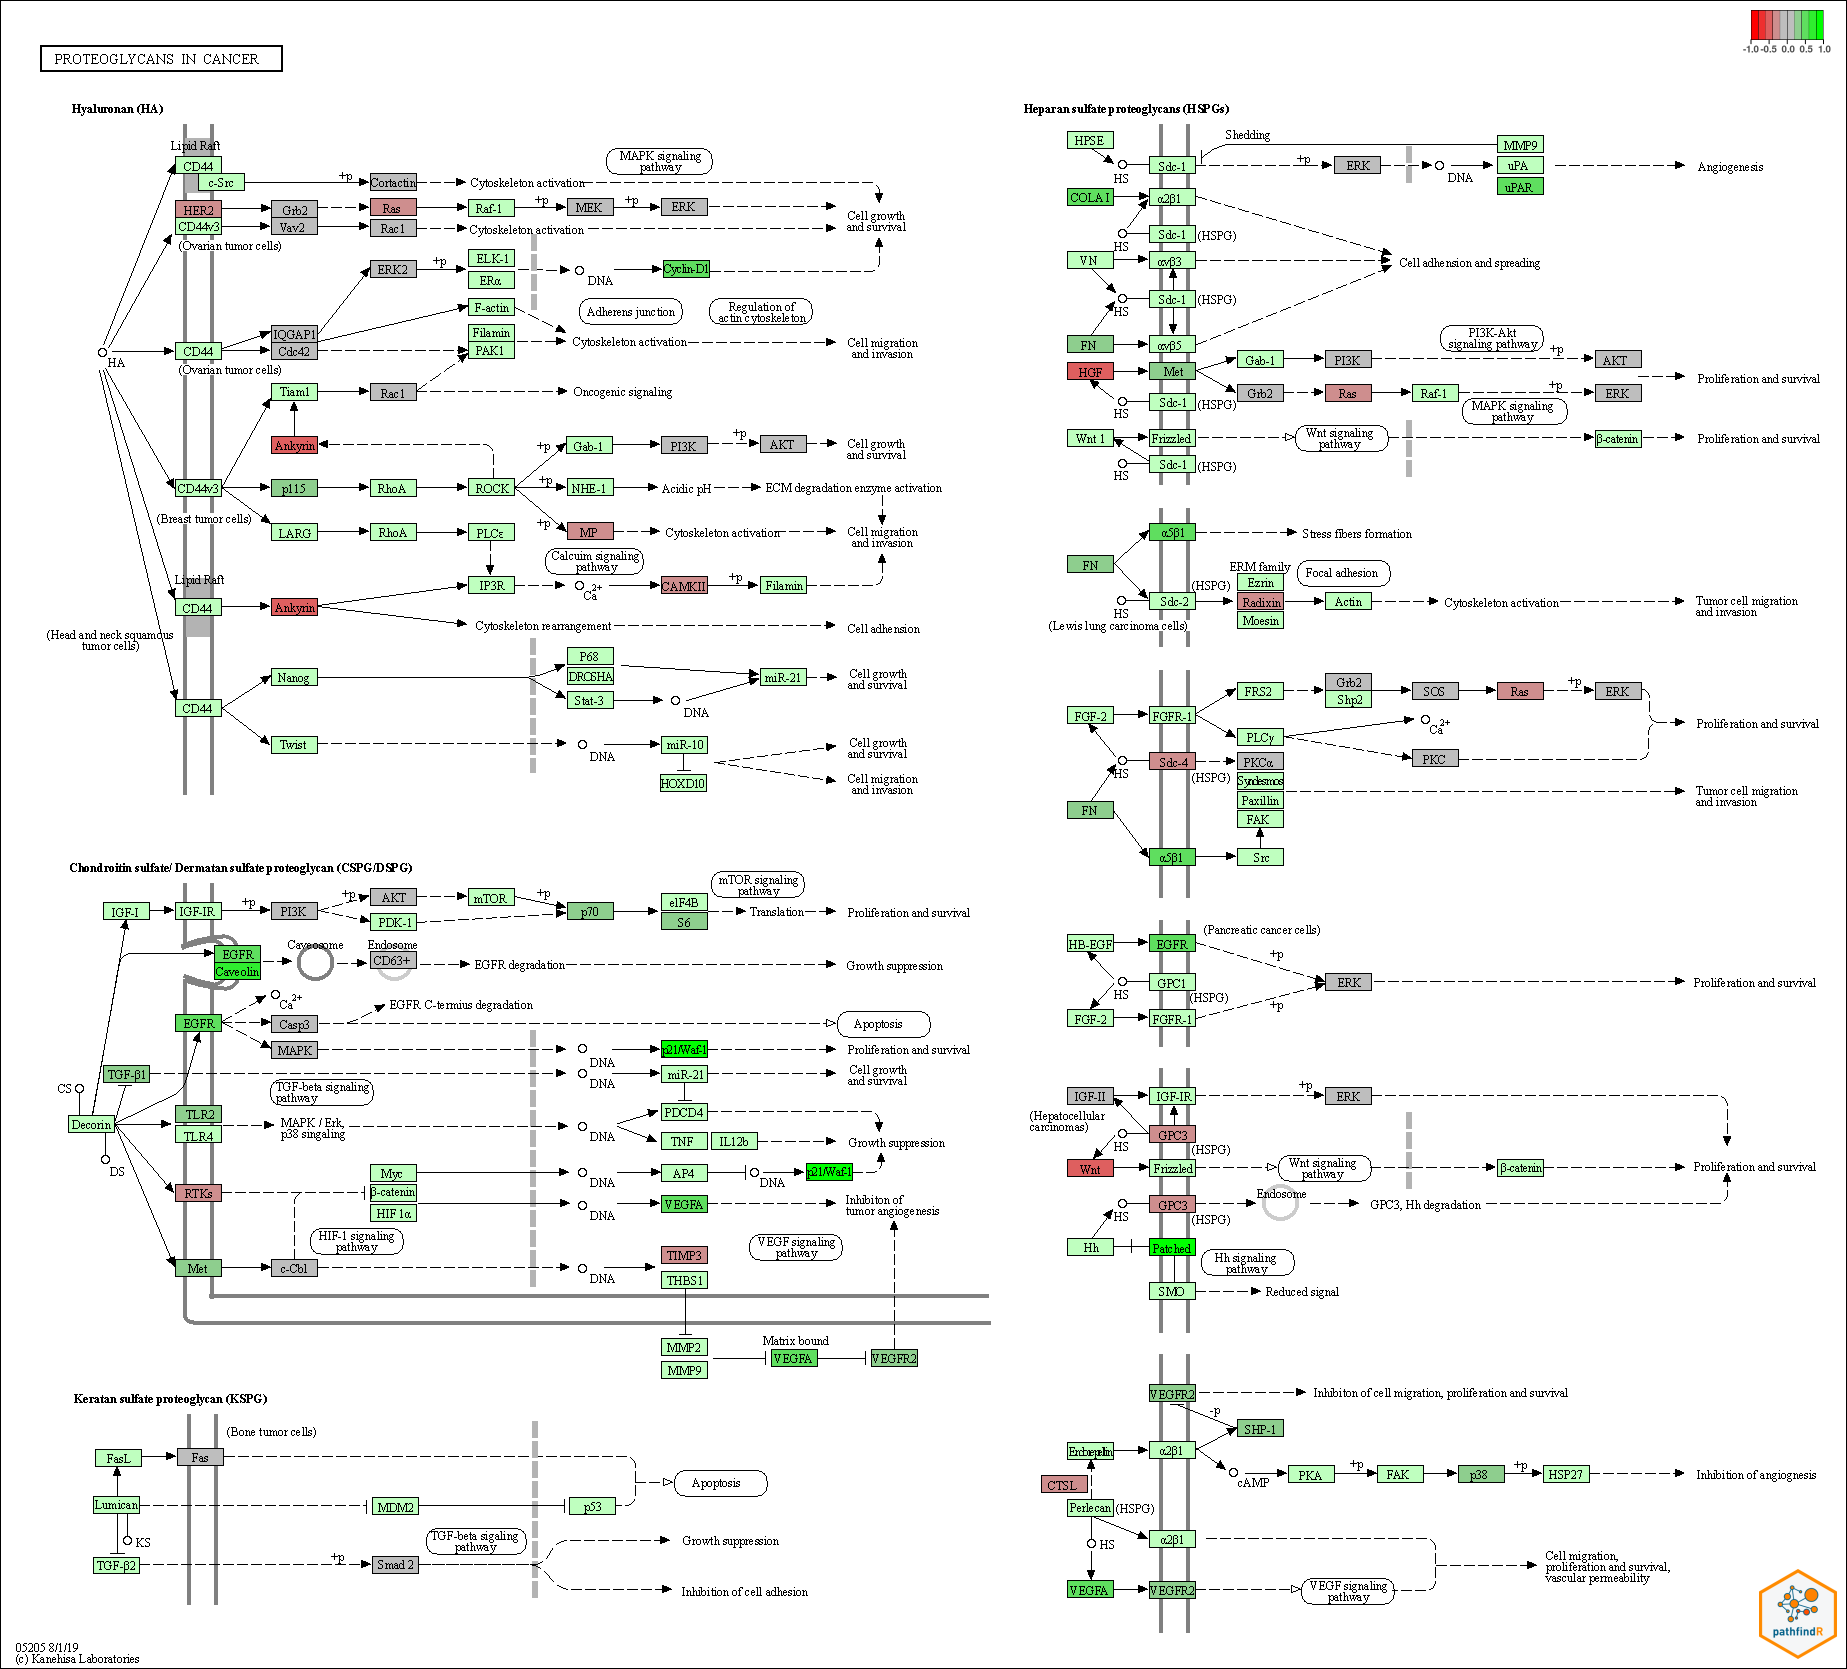 -1.0 -0.5 0.0 0.5 1.0
PROTEOGLYCANS IN CANCER
Hyaluronan (HA)
Lipid Raft
CD44
c-Src
+p
Cortactin
Cytoskeleton activation
MAPK signaling
pathway
HER2
Grb2
Ras
Raf-1
+p
MEK
+p
ERK
CD44v3
Vav2
Rac1
Cytoskeleton activation
Cell growth
and survival
(Ovarian tumor cells)
ERK2
+p
ELK-1
ERα
DNA
Cyclin-D1
F-actin
Adherens junction
Regulation of
actin cytoskeleton
HA
CD44
IQGAP1
Cdc42
Filamin
PAK1
Cytoskeleton activation
Cell migration
and invasion
(Ovarian tumor cells)
Tiam1
Rac1
Oncogenic signaling
Ankyrin
+p
Gab-1
PI3K
+p
AKT
Cell growth
and survival
CD44v3
p115
RhoA
ROCK
+p
NHE-1
Acidic pH
ECM degradation enzyme activation
(Breast tumor cells)
LARG
RhoA
PLCε
+p
MP
Cytoskeleton activation
Cell migration
and invasion
Calcuim signaling
pathway
Lipid Raft
CD44
Ankyrin
IP3R
Ca2+
CAMKII
+p
Filamin
Cytoskeleton rearrangement
Cell adhension
(Head and neck squamous
tumor cells)
Nanog
P68
DROSHA
Stat-3
DNA
miR-21
Cell growth
and survival
CD44
Twist
DNA
miR-10
HOXD10
Cell growth
and survival
Cell migration
and invasion
Chondroitin sulfate/ Dermatan sulfate proteoglycan (CSPG/DSPG)
IGF-I
IGF-IR
+p
PI3K
+p
AKT
PDK-1
mTOR
+p
p70
eIF4B
S6
mTOR signaling
pathway
Translation
Proliferation and survival
EGFR
Caveolin
Caveosome
Endosome
CD63+
EGFR degradation
Growth suppression
Ca2+
EGFR C-termius degradation
EGFR
Casp3
Apoptosis
MAPK
DNA
p21/Waf-1
Proliferation and survival
TGF-β1
DNA
miR-21
Cell growth
and survival
CS
TGF-beta signaling
pathway
Decorin
TLR2
TLR4
MAPK / Erk,
p38 singaling
DNA
PDCD4
TNF
IL12b
Growth suppression
DS
RTKs
Myc
β-catenin
HIF 1α
DNA
AP4
DNA
p21/Waf-1
DNA
VEGFA
Inhibiton of
tumor angiogenesis
HIF-1 signaling
pathway
VEGF signaling
pathway
Met
c-Cbl
DNA
TIMP3
THBS1
MMP2
MMP9
Matrix bound
VEGFA
VEGFR2
Keratan sulfate proteoglycan (KSPG)
(Bone tumor cells)
FasL
Fas
Apoptosis
Lumican
MDM2
p53
KS
TGF-β2
+p
Smad 2
TGF-beta sigaling
pathway
Growth suppression
Inhibition of cell adhesion
05205 8/1/19
(c) Kanehisa Laboratories
Heparan sulfate proteoglycans (HSPGs)
HPSE
HS
Sdc-1
Shedding
+p
ERK
DNA
MMP9
uPA
uPAR
Angiogenesis
COLA1
α2β1
HS
Sdc-1
(HSPG)
VN
αvβ3
Cell adhension and spreading
HS
Sdc-1
(HSPG)
FN
αvβ5
PI3K-Akt
signaling pathway
HGF
Met
Gab-1
PI3K
+p
AKT
Grb2
Ras
Raf-1
+p
ERK
Proliferation and survival
HS
Sdc-1
(HSPG)
MAPK signaling
pathway
Wnt 1
Frizzled
Wnt signaling
pathway
β-catenin
Proliferation and survival
HS
Sdc-1
(HSPG)
α5β1
Stress fibers formation
FN
HS
Sdc-2
(HSPG)
ERM family
Ezrin
Radixin
Moesin
Focal adhesion
Actin
Cytoskeleton activation
Tumor cell migration
and invasion
(Lewis lung carcinoma cells)
FGF-2
FGFR-1
FRS2
Grb2
Shp2
SOS
Ras
+p
ERK
Proliferation and survival
PLCγ
Ca2+
PKC
HS
Sdc-4
(HSPG)
PKCα
Syndesmos
Paxillin
FAK
Tumor cell migration
and invasion
FN
α5β1
Src
(Pancreatic cancer cells)
HB-EGF
EGFR
+p
HS
GPC1
(HSPG)
ERK
Proliferation and survival
FGF-2
FGFR-1
+p
IGF-II
IGF-IR
+p
ERK
(Hepatocellular
carcinomas)
HS
GPC3
(HSPG)
Wnt
Frizzled
Wnt signaling
pathway
β-catenin
Proliferation and survival
HS
GPC3
(HSPG)
Endosome
GPC3, Hh degradation
Hh
Patched
Hh signaling
pathway
SMO
Reduced signal
VEGFR2
Inhibiton of cell migration, proliferation and survival
-p
SHP-1
α2β1
CTSL
cAMP
PKA
+p
FAK
p38
+p
HSP27
Inhibition of angiognesis
Perlecan
(HSPG)
HS
α2β1
VEGFA
VEGFR2
VEGF signaling
pathway
Cell migration,
proliferation and survival,
vascular permeability
pathfindR